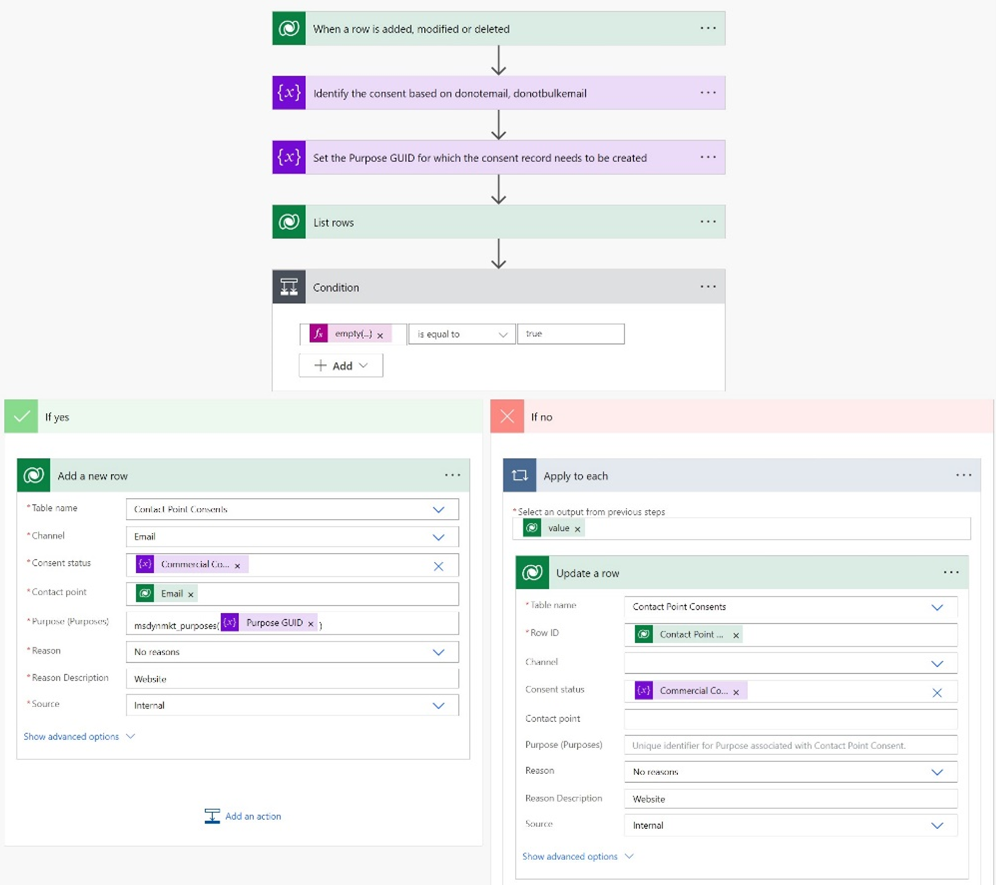 When a row is added, modified or deleted
{x} Identify the consent based on donotemail, donotbulkemail
{x} Set the Purpose GUID for which the consent record needs to be created
List rows
Condition
fx empty(...) x is equal to true
+ Add
If yes
If no
Add a new row
* Table name Contact Point Consents
* Channel Email
* Consent status {x} Commercial Co... x
* Contact point Email x
* Purpose (Purposes) msdynmkt_purposes( {x} Purpose GUID x )
* Reason No reasons
* Reason Description Website
* Source Internal
Show advanced options
Add an action
Apply to each
* Select an output from previous steps
value x
Update a row
* Table name Contact Point Consents
* Row ID Contact Point ... x
Channel
Consent status {x} Commercial Co... x
Contact point
Purpose (Purposes) Unique identifier for Purpose associated with Contact Point Consent.
Reason No reasons
Reason Description Website
Source Internal
Show advanced options